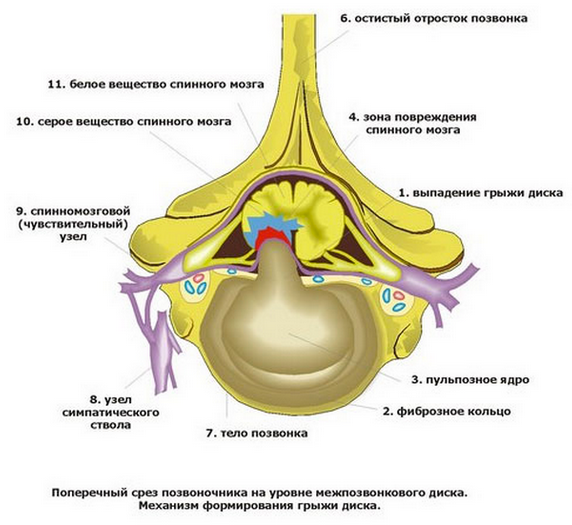 6. остистый отросток позвонка
11. белое вещество спинного мозга
10. серое вещество спинного мозга
4. зона повреждения
спинного мозга
1. выпадение грыжи диска
9. спинномозговой
(чувствительный)
узел
3. пульпозное ядро
8. узел
симпатического
ствола
2. фиброзное кольцо
7. тело позвонка
Поперечный срез позвоночника на уровне межпозвонкового диска.
Механизм формирования грыжи диска.